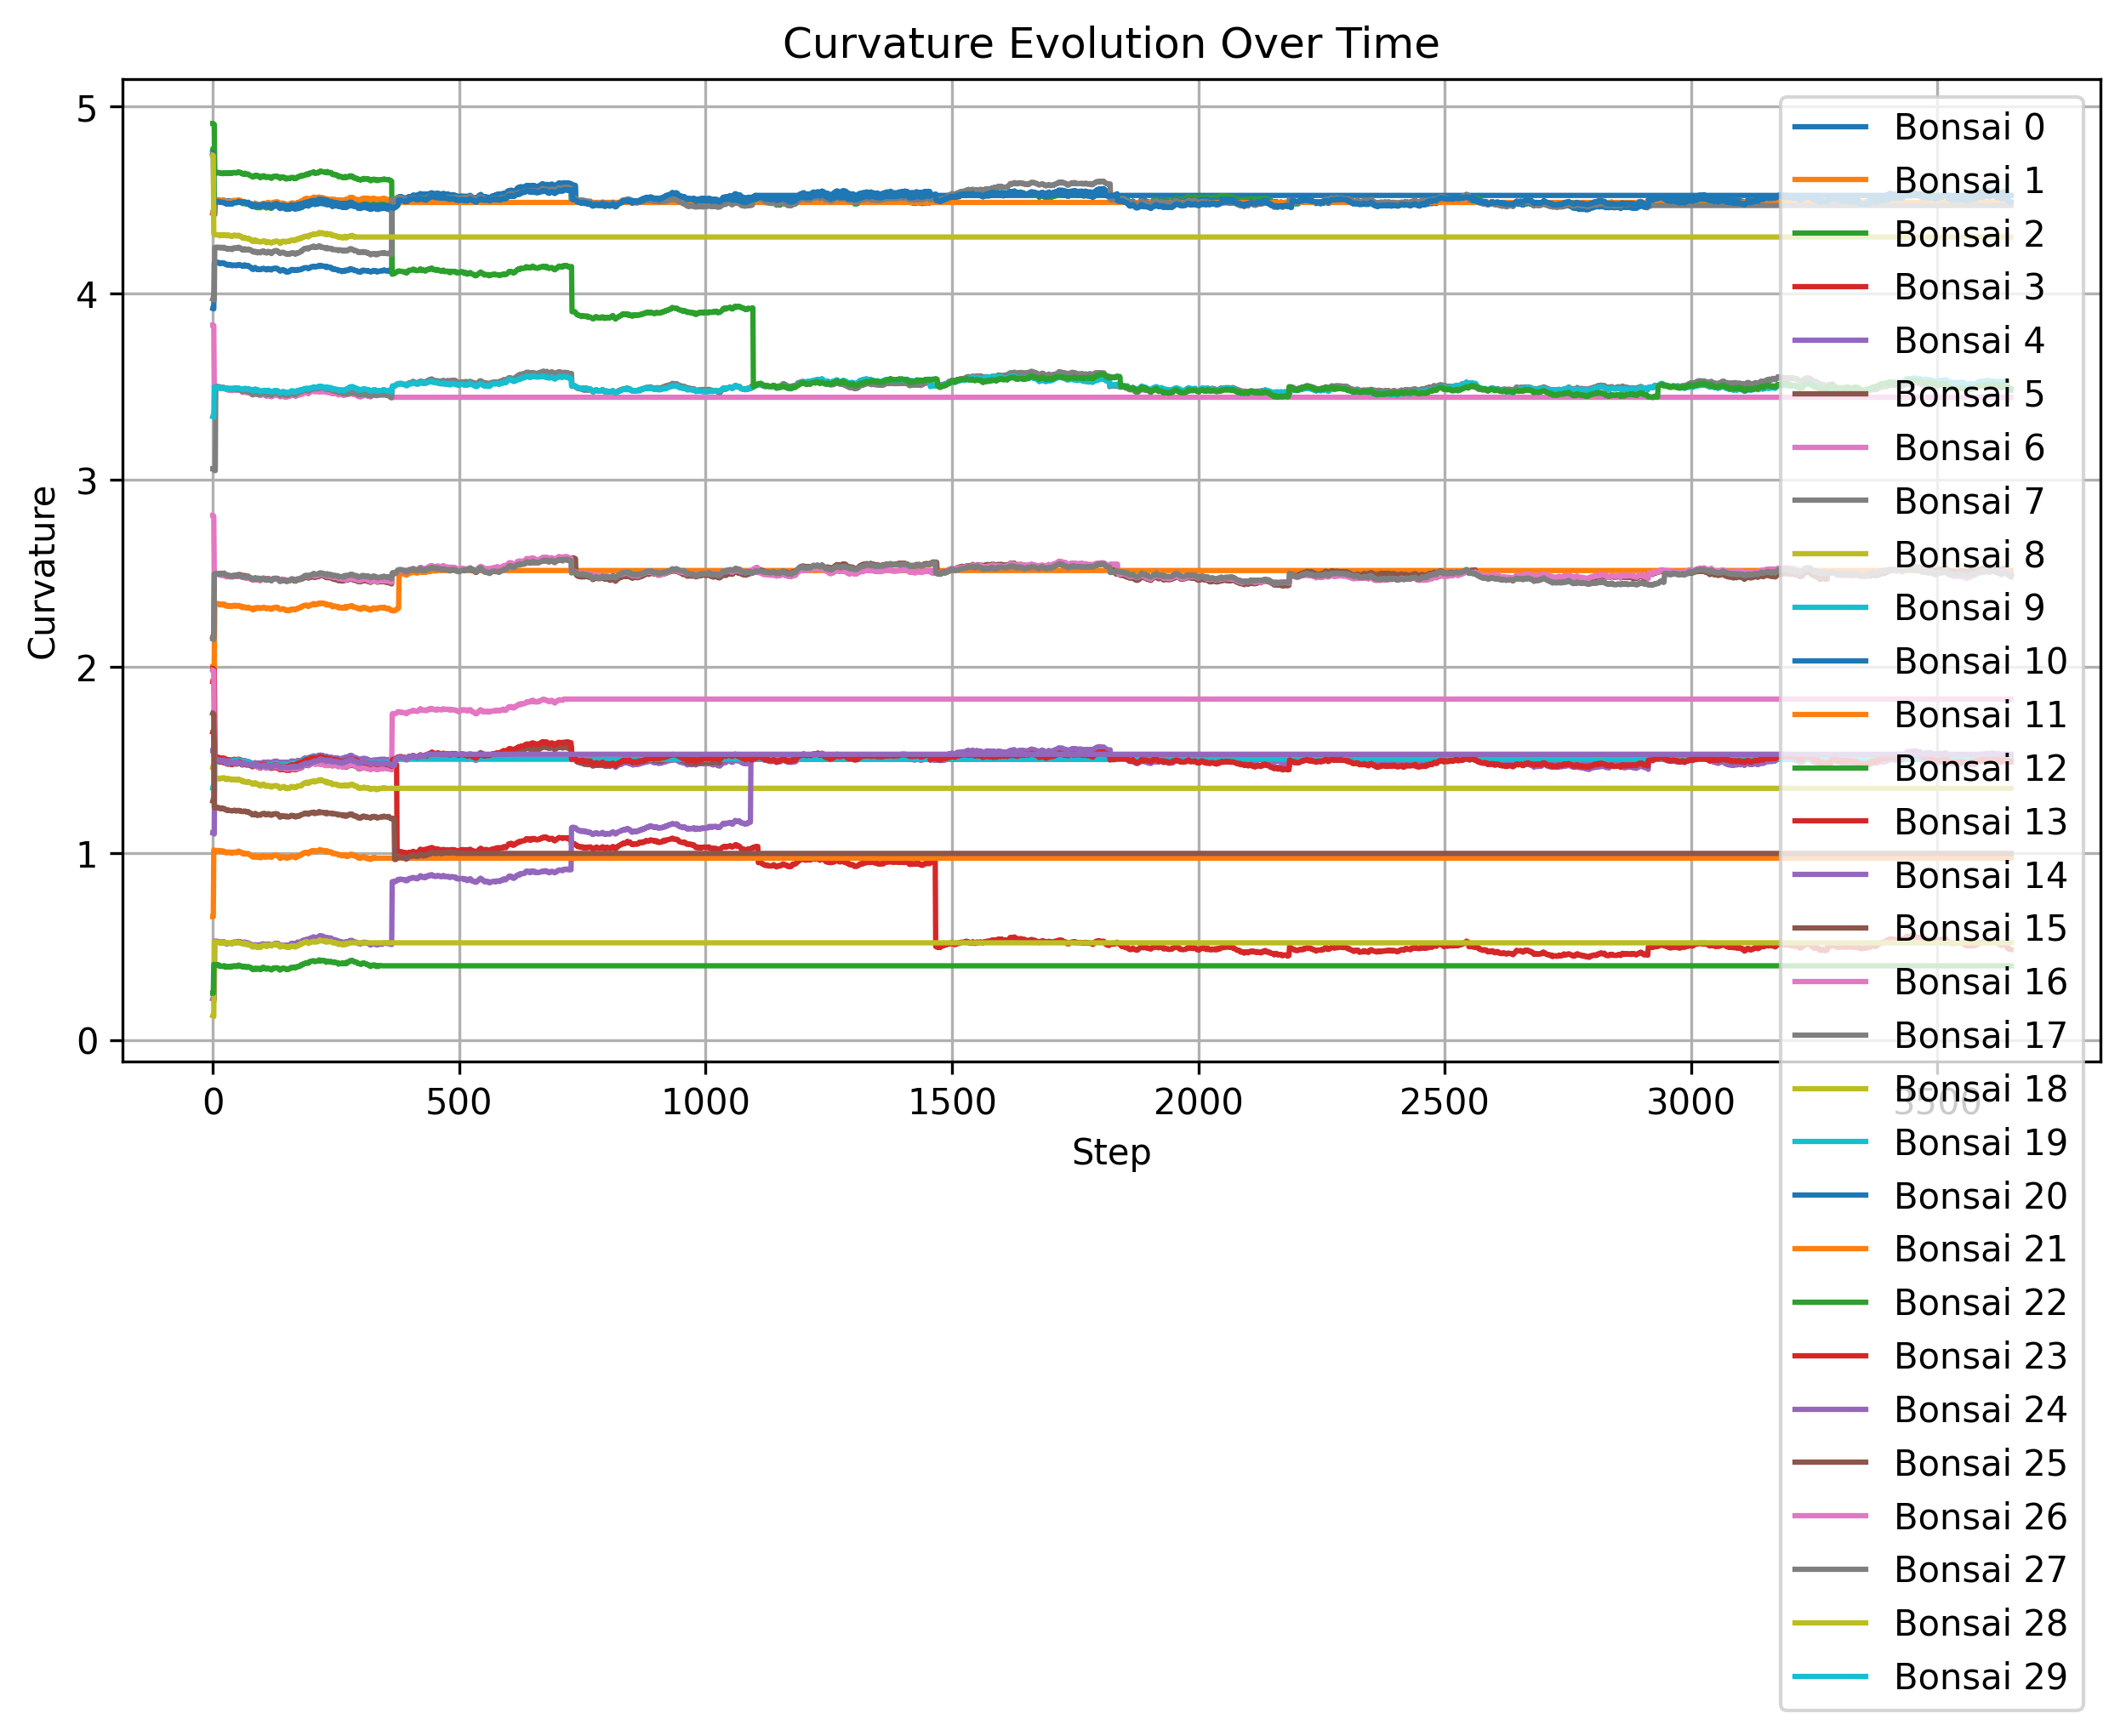 Curvature Evolution Over Time
5
4
3
2
1
0
Curvature
0
500
1000
1500
2000
2500
3000
3500
Step
Bonsai 0
Bonsai 1
Bonsai 2
Bonsai 3
Bonsai 4
Bonsai 5
Bonsai 6
Bonsai 7
Bonsai 8
Bonsai 9
Bonsai 10
Bonsai 11
Bonsai 12
Bonsai 13
Bonsai 14
Bonsai 15
Bonsai 16
Bonsai 17
Bonsai 18
Bonsai 19
Bonsai 20
Bonsai 21
Bonsai 22
Bonsai 23
Bonsai 24
Bonsai 25
Bonsai 26
Bonsai 27
Bonsai 28
Bonsai 29